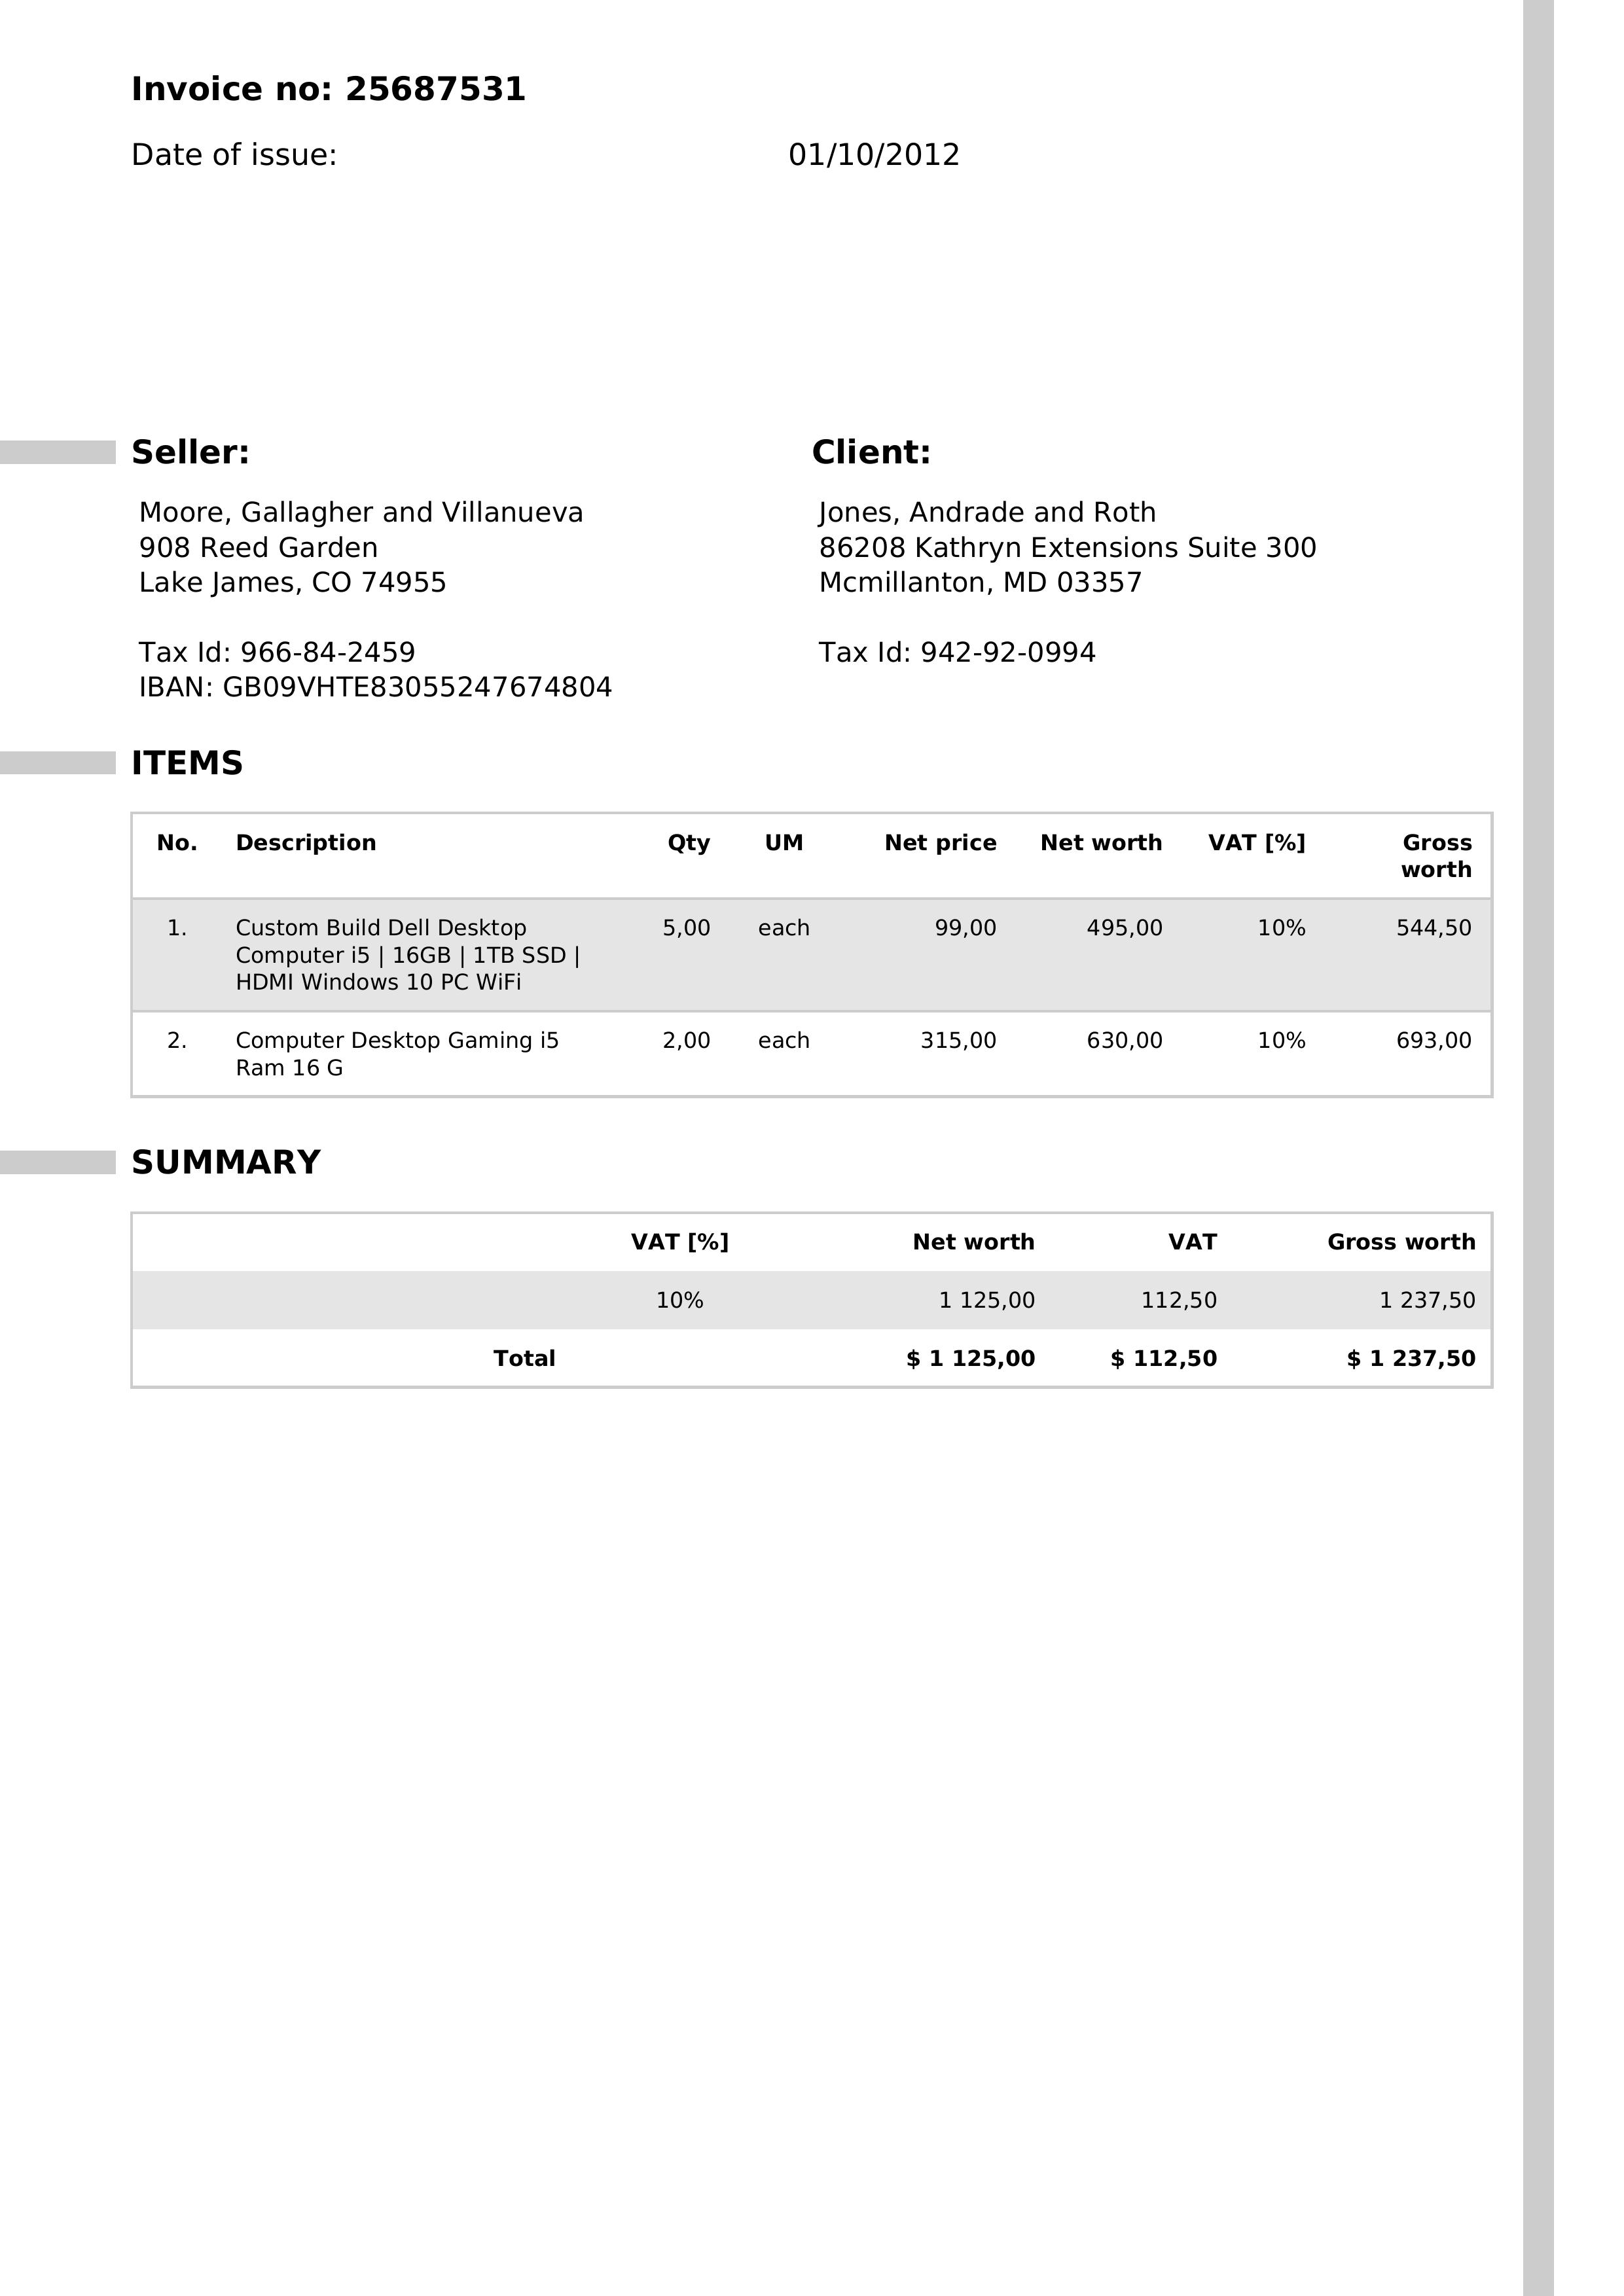 Invoice no: 25687531
Date of issue: 01/10/2012
Seller:
Moore, Gallagher and Villanueva
908 Reed Garden
Lake James, CO 74955
Tax Id: 966-84-2459
IBAN: GB09VHTE83055247674804
Client:
Jones, Andrade and Roth
86208 Kathryn Extensions Suite 300
Mcmillanton, MD 03357
Tax Id: 942-92-0994
ITEMS
No. Description Qty UM Net price Net worth VAT [%] Gross
worth
1. Custom Build Dell Desktop 5,00 each 99,00 495,00 10% 544,50
Computer i5 | 16GB | 1TB SSD |
HDMI Windows 10 PC WiFi
2. Computer Desktop Gaming i5 2,00 each 315,00 630,00 10% 693,00
Ram 16 G
SUMMARY
VAT [%] Net worth VAT Gross worth
10% 1 125,00 112,50 1 237,50
Total $ 1 125,00 $ 112,50 $ 1 237,50